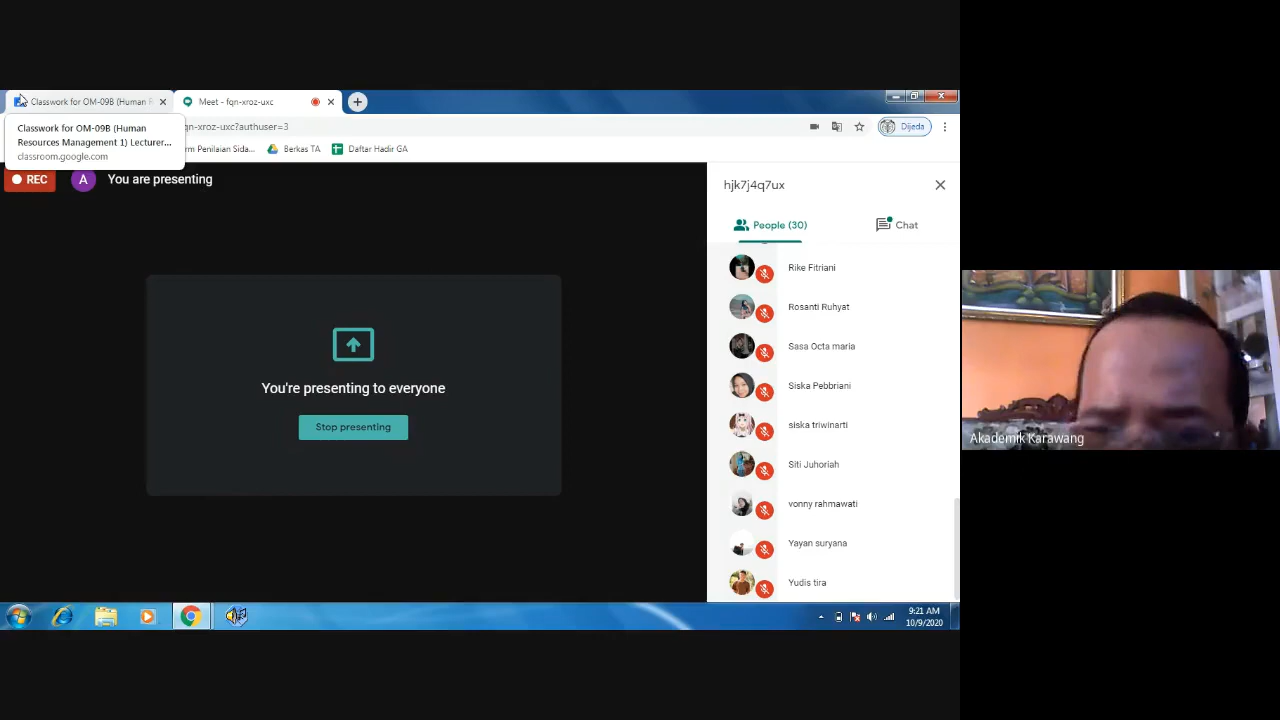 Classwork for OM-09B (Human R
Meet - fqn-xroz-uxc
Classwork for OM-09B (Human
Resources Management 1) Lecturer...
classroom.google.com
qn-xroz-uxc?authuser=3
Dijeda
rm Penilaian Sida...
Berkas TA
Daftar Hadir GA
REC
A
You are presenting
hjk7j4q7ux
People (30)
Chat
Rike Fitriani
Rosanti Ruhyat
Sasa Octa maria
Siska Pebbriani
siska triwinarti
Siti Juhoriah
vonny rahmawati
Yayan suryana
Yudis tira
You're presenting to everyone
Stop presenting
9:21 AM
10/9/2020
Akademik Karawang